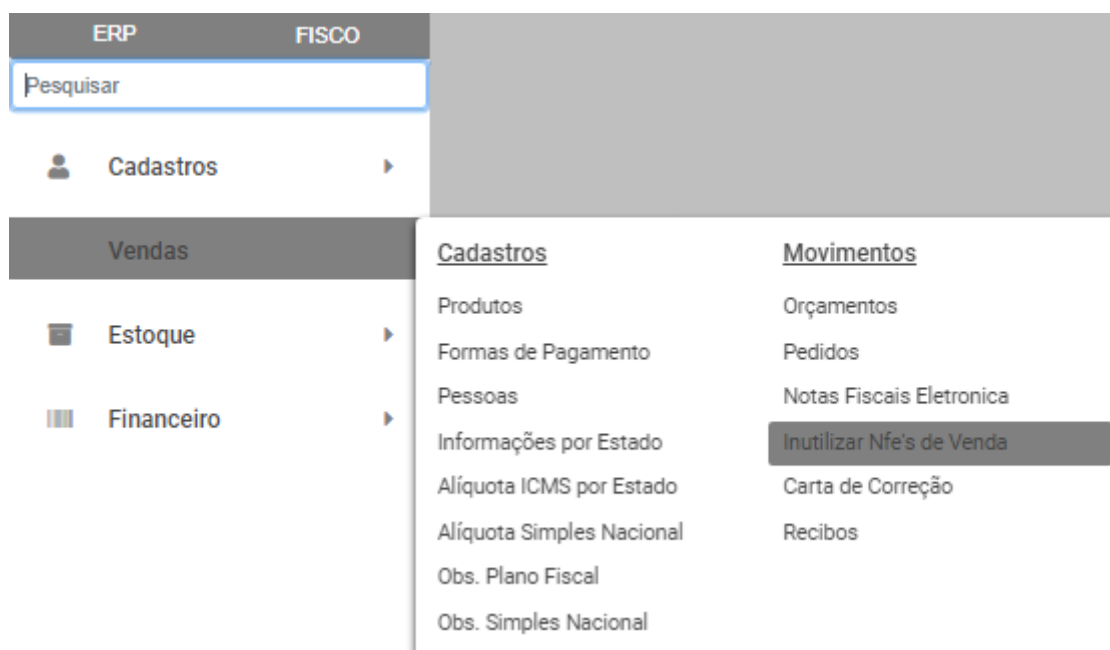 ERP FISCO
Pesquisar
Cadastros
Vendas
Estoque
Financeiro
Cadastros
Produtos
Formas de Pagamento
Pessoas
Informações por Estado
Alíquota ICMS por Estado
Alíquota Simples Nacional
Obs. Plano Fiscal
Obs. Simples Nacional
Movimentos
Orçamentos
Pedidos
Notas Fiscais Eletronica
Inutilizar Nfe's de Venda
Carta de Correção
Recibos